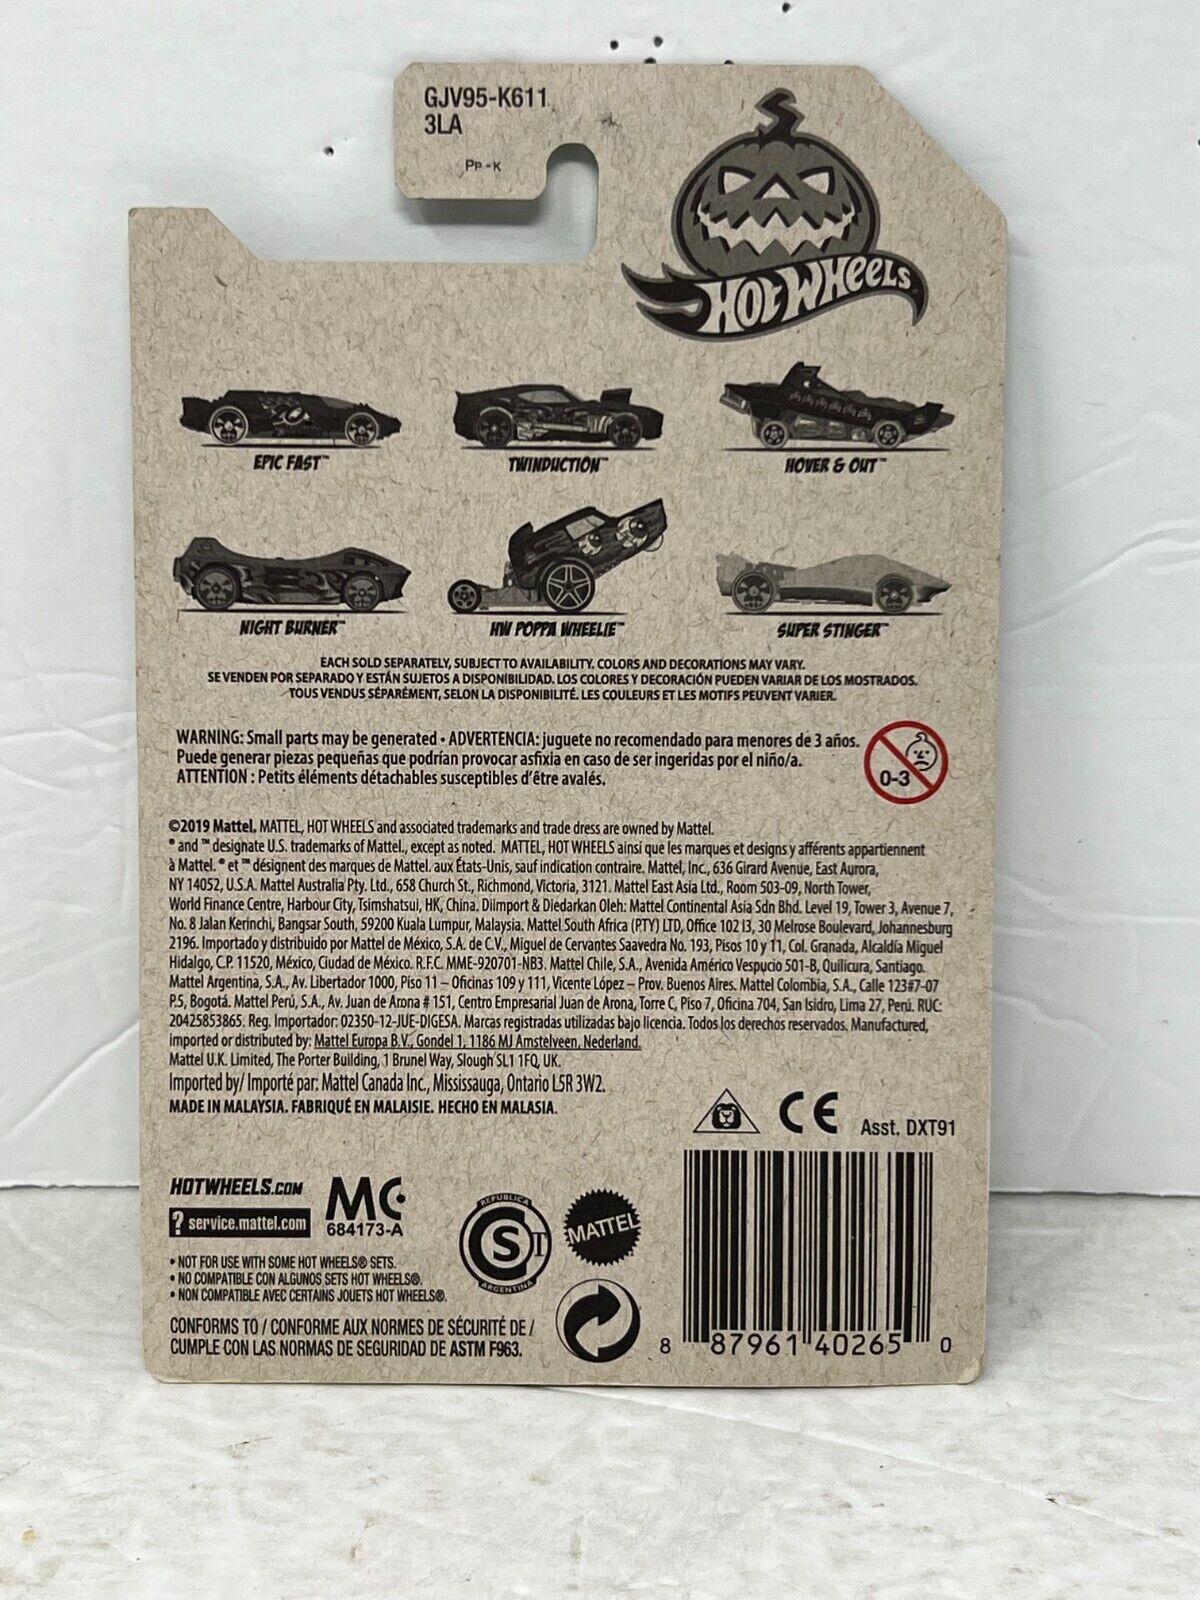 GJV95-K611
3LA
PP-K
HOT WHEELS
EPIC FAST™
TWINDUCTION™
HOVER & OUT™
NIGHT BURNER™
HW POPPA WHEELIE™
SUPER STINGER™
EACH SOLD SEPARATELY, SUBJECT TO AVAILABILITY. COLORS AND DECORATIONS MAY VARY.
SE VENDEN POR SEPARADO Y ESTÁN SUJETOS A DISPONIBILIDAD. LOS COLORES Y DECORACIÓN PUEDEN VARIAR DE LOS MOSTRADOS.
TOUS VENDUS SÉPARÉMENT, SELON LA DISPONIBILITÉ. LES COULEURS ET LES MOTIFS PEUVENT VARIER.
WARNING: Small parts may be generated • ADVERTENCIA: juguete no recomendado para menores de 3 años.
Puede generar piezas pequeñas que podrían provocar asfixia en caso de ser ingeridas por el niño/a.
ATTENTION : Petits éléments détachables susceptibles d'être avalés.
0-3
©2019 Mattel. MATTEL, HOT WHEELS and associated trademarks and trade dress are owned by Mattel.
® and ™ designate U.S. trademarks of Mattel., except as noted. MATTEL, HOT WHEELS ainsi que les marques et designs y afférents appartiennent
à Mattel. ® et ™ désignent des marques de Mattel. aux États-Unis, sauf indication contraire. Mattel, Inc., 636 Girard Avenue, East Aurora,
NY 14052, U.S.A. Mattel Australia Pty. Ltd., 658 Church St., Richmond, Victoria, 3121. Mattel East Asia Ltd., Room 503-09, North Tower,
World Finance Centre, Harbour City, Tsimshatsui, HK, China. Diimport & Diedarkan Oleh: Mattel Continental Asia Sdn Bhd. Level 19, Tower 3, Avenue 7,
No. 8 Jalan Kerinchi, Bangsar South, 59200 Kuala Lumpur, Malaysia. Mattel South Africa (PTY) LTD, Office 102 I3, 30 Melrose Boulevard, Johannesburg
2196. Importado y distribuido por Mattel de México, S.A. de C.V., Miguel de Cervantes Saavedra No. 193, Pisos 10 y 11, Col. Granada, Alcaldía Miguel
Hidalgo, C.P. 11520, México, Ciudad de México. R.F.C. MME-920701-NB3. Mattel Chile, S.A., Avenida Américo Vespucio 501-B, Quilicura, Santiago.
Mattel Argentina, S.A., Av. Libertador 1000, Piso 11 – Oficinas 109 y 111, Vicente López – Prov. Buenos Aires. Mattel Colombia, S.A., Calle 123#7-07
P.5, Bogotá. Mattel Perú, S.A., Av. Juan de Arona # 151, Centro Empresarial Juan de Arona, Torre C, Piso 7, Oficina 704, San Isidro, Lima 27, Perú. RUC:
20425853865. Reg. Importador: 02350-12-JUE-DIGESA. Marcas registradas utilizadas bajo licencia. Todos los derechos reservados. Manufactured,
imported or distributed by: Mattel Europa B.V., Gondel 1, 1186 MJ Amstelveen, Nederland.
Mattel U.K. Limited, The Porter Building, 1 Brunel Way, Slough SL1 1FQ, UK.
Imported by/ Importé par: Mattel Canada Inc., Mississauga, Ontario L5R 3W2.
MADE IN MALAYSIA. FABRIQUÉ EN MALAISIE. HECHO EN MALASIA.
CE
Asst. DXT91
HOTWHEELS.COM
? service.mattel.com
MC
684173-A
REPUBLICA
S T
ARGENTINA
MATTEL
• NOT FOR USE WITH SOME HOT WHEELS® SETS.
• NO COMPATIBLE CON ALGUNOS SETS HOT WHEELS®.
• NON COMPATIBLE AVEC CERTAINS JOUETS HOT WHEELS®.
CONFORMS TO / CONFORME AUX NORMES DE SÉCURITÉ DE /
CUMPLE CON LAS NORMAS DE SEGURIDAD DE ASTM F963.
8 87961 40265 0